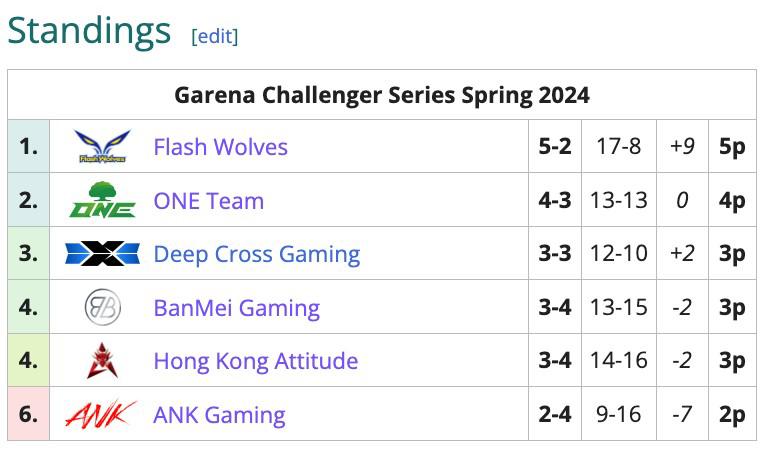 Standings [edit]
Garena Challenger Series Spring 2024
1. Flash Wolves Flash Wolves 5-2 17-8 +9 5p
2. ONE ONE Team 4-3 13-13 0 4p
3. Deep Cross Gaming 3-3 12-10 +2 3p
4. BanMei Gaming 3-4 13-15 -2 3p
4. Hong Kong Attitude 3-4 14-16 -2 3p
6. ANK ANK Gaming 2-4 9-16 -7 2p